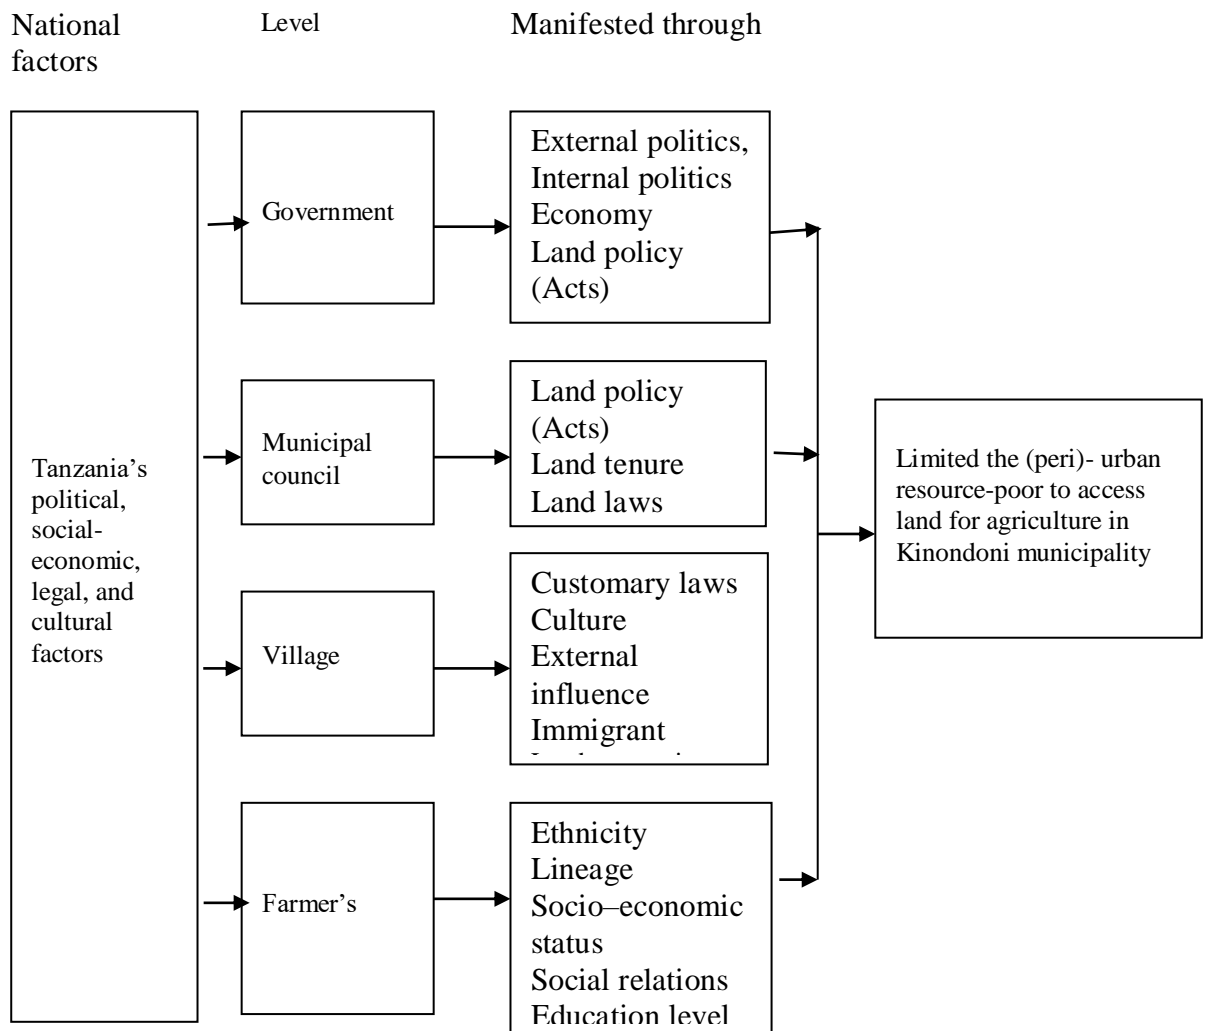 National
factors
Level
Manifested through
Tanzania’s
political,
social-
economic,
legal, and
cultural
factors
Government
External politics,
Internal politics
Economy
Land policy
(Acts)
Municipal
council
Land policy
(Acts)
Land tenure
Land laws
Village
Customary laws
Culture
External
influence
Immigrant
Farmer’s
Ethnicity
Lineage
Socio–economic
status
Social relations
Education level
Limited the (peri)- urban
resource-poor to access
land for agriculture in
Kinondoni municipality